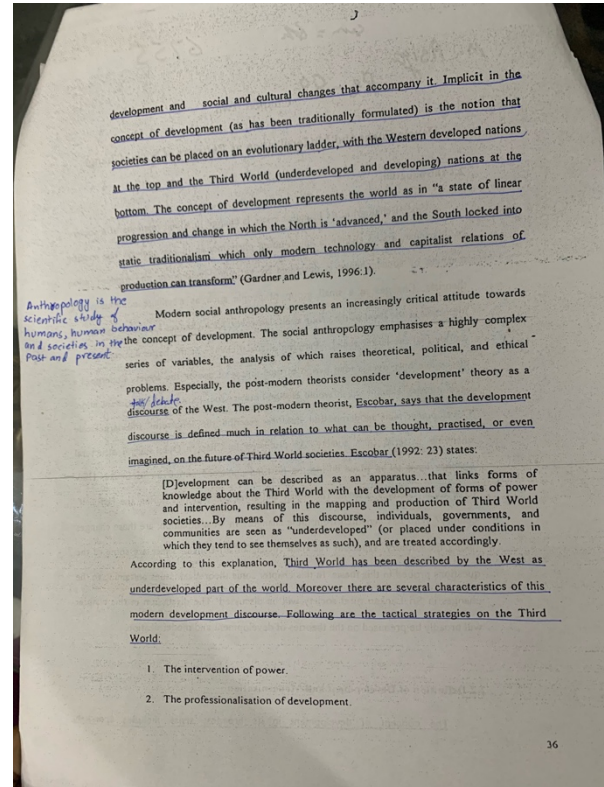 3
development and social and cultural changes that accompany it. Implicit in the
concept of development (as has been traditionally formulated) is the notion that
societies can be placed on an evolutionary ladder, with the Western developed nations
at the top and the Third World (underdeveloped and developing) nations at the
bottom. The concept of development represents the world as in "a state of linear
progression and change in which the North is 'advanced,' and the South locked into
static traditionalism which only modern technology and capitalist relations of
production can transform" (Gardner and Lewis, 1996:1).
Anthropology is the
scientific study of
humans, human behaviour
and societies in the
past and present
Modern social anthropology presents an increasingly critical attitude towards
the concept of development. The social anthropology emphasises a highly complex
series of variables, the analysis of which raises theoretical, political, and ethical
problems. Especially, the post-modern theorists consider 'development' theory as a
talk/debate
discourse of the West. The post-modern theorist, Escobar, says that the development
discourse is defined much in relation to what can be thought, practised, or even
imagined, on the future of Third World societies. Escobar (1992: 23) states:
[D]evelopment can be described as an apparatus...that links forms of
knowledge about the Third World with the development of forms of power
and intervention, resulting in the mapping and production of Third World
societies...By means of this discourse, individuals, governments, and
communities are seen as "underdeveloped" (or placed under conditions in
which they tend to see themselves as such), and are treated accordingly.
According to this explanation, Third World has been described by the West as
underdeveloped part of the world. Moreover there are several characteristics of this
modern development discourse. Following are the tactical strategies on the Third
World:
1. The intervention of power.
2. The professionalisation of development.
36